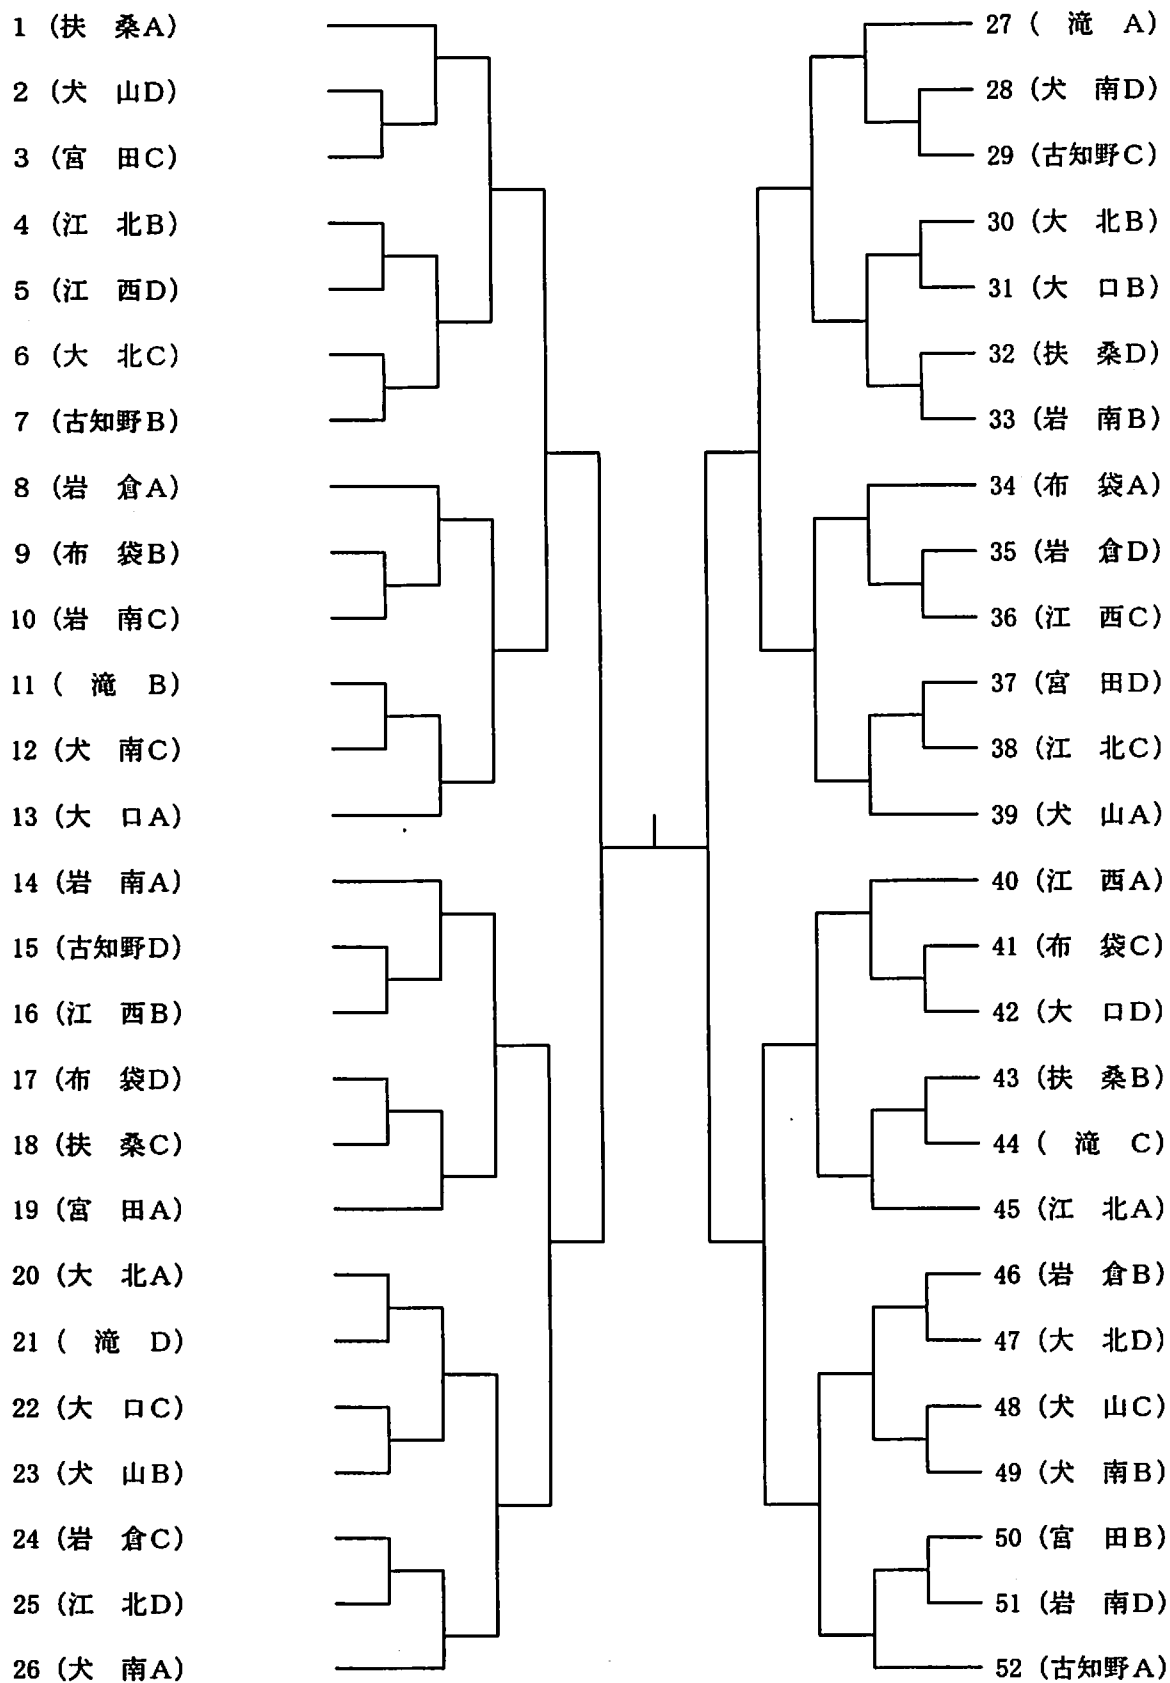 1 (扶 桑A)
2 (犬 山D)
3 (宮 田C)
4 (江 北B)
5 (江 西D)
6 (大 北C)
7 (古知野B)
8 (岩 倉A)
9 (布 袋B)
10 (岩 南C)
11 ( 滝 B)
12 (犬 南C)
13 (大 口A)
14 (岩 南A)
15 (古知野D)
16 (江 西B)
17 (布 袋D)
18 (扶 桑C)
19 (宮 田A)
20 (大 北A)
21 ( 滝 D)
22 (大 口C)
23 (犬 山B)
24 (岩 倉C)
25 (江 北D)
26 (犬 南A)
27 ( 滝 A)
28 (犬 南D)
29 (古知野C)
30 (大 北B)
31 (大 口B)
32 (扶 桑D)
33 (岩 南B)
34 (布 袋A)
35 (岩 倉D)
36 (江 西C)
37 (宮 田D)
38 (江 北C)
39 (犬 山A)
40 (江 西A)
41 (布 袋C)
42 (大 口D)
43 (扶 桑B)
44 ( 滝 C)
45 (江 北A)
46 (岩 倉B)
47 (大 北D)
48 (犬 山C)
49 (犬 南B)
50 (宮 田B)
51 (岩 南D)
52 (古知野A)